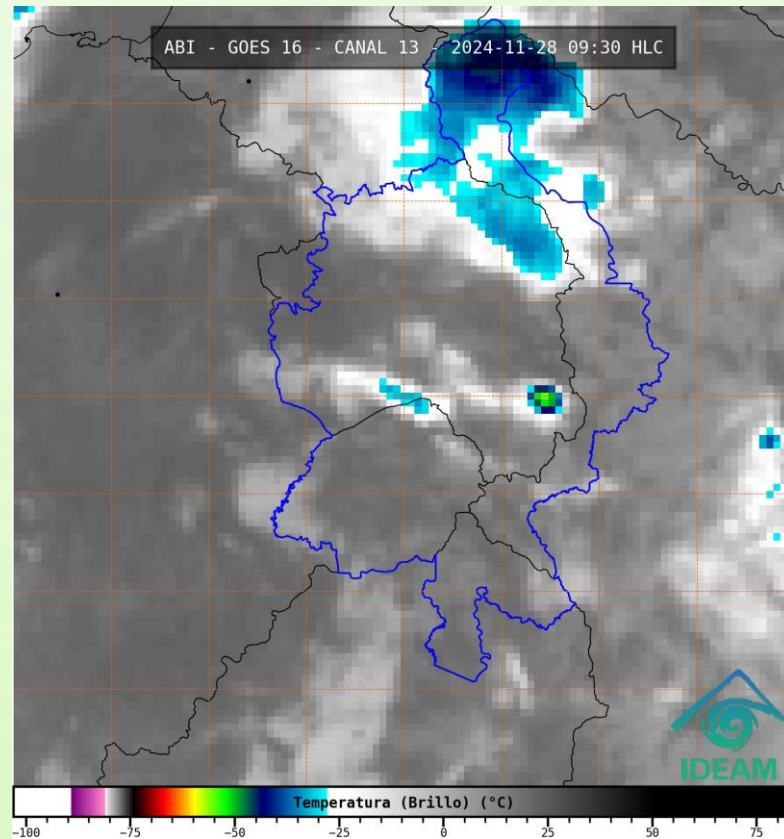 ABI - GOES 16 - CANAL 13 - 2024-11-28 09:30 HLC
IDEAM
Temperatura (Brillo) (°C)
−100 −75 −50 −25 0 25 50 75